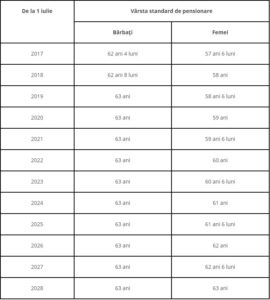 De la 1 iulie Vârsta standard de pensionare
Bărbați Femei
2017 62 ani 4 luni 57 ani 6 luni
2018 62 ani 8 luni 58 ani
2019 63 ani 58 ani 6 luni
2020 63 ani 59 ani
2021 63 ani 59 ani 6 luni
2022 63 ani 60 ani
2023 63 ani 60 ani 6 luni
2024 63 ani 61 ani
2025 63 ani 61 ani 6 luni
2026 63 ani 62 ani
2027 63 ani 62 ani 6 luni
2028 63 ani 63 ani